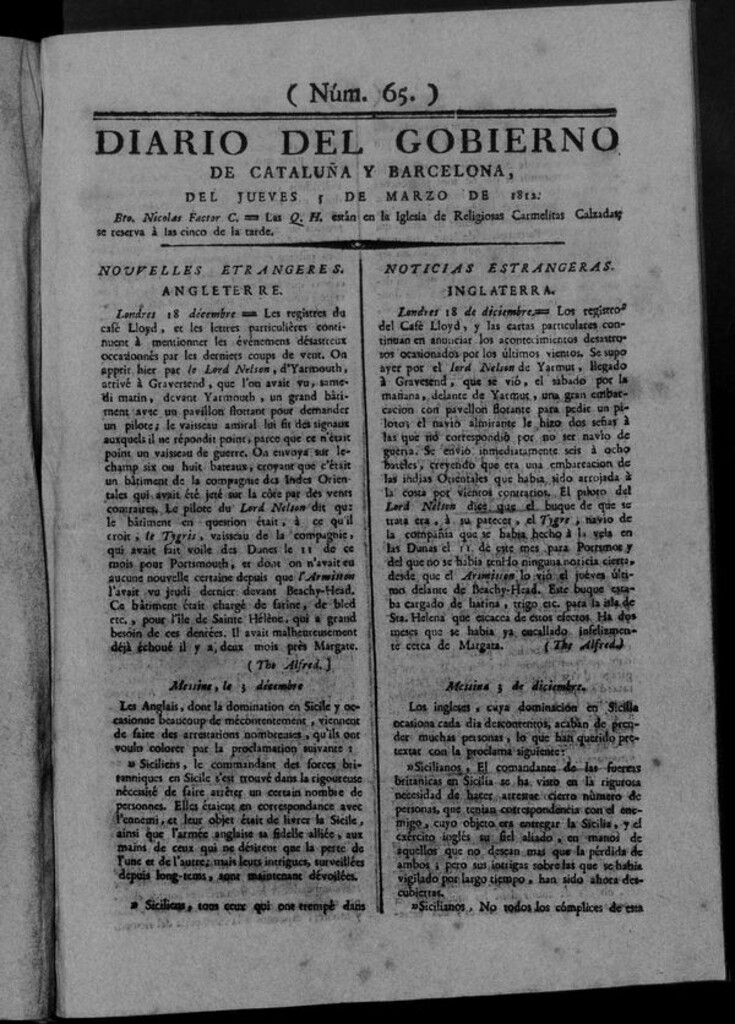 ( Núm. 65. )
DIARIO DEL GOBIERNO
DE CATALUÑA Y BARCELONA,
DEL JUEVES 5 DE MARZO DE 1812.
Bto. Nicolas Factor C. = Las Q. H. están en la Iglesia de Religiosas Carmelitas Calzadas;
se reserva à las cinco de la tarde.
NOUVELLES ETRANGERES.
ANGLETERRE.
Londres 18 décembre = Les registres du
café Lloyd, et les lettres particulières conti-
nuent à mentionner les événemens désastreux
occasionnés par les derniers coups de vent. On
apprit hier par le Lord Nelson, d'Yarmouth,
arrivé à Graversend, que l'on avait vu, same-
di matin, devant Yarmouth, un grand bâti-
ment avec un pavillon flottant pour demander
un pilote; le vaisseau amiral lui fit des signaux
auxquels il ne répondit point, parce que ce n'était
point un vaisseau de guerre. On envoya sur le-
champ six ou huit bateaux, croyant que c'était
un bâtiment de la compagnie des Indes Orien-
tales qui avait été jeté sur la côte par des vents
contraires. Le pilote du Lord Nelson dit que
le bâtiment en question était, à ce qu'il
croit, le Tygris, vaisseau de la compagnie,
qui avait fait voile des Dunes le 11 de ce
mois pour Portsmouth, et dont on n'avait eu
aucune nouvelle certaine depuis que l'Armisson
l'avait vu jeudi dernier devant Beachy-Head.
Ce bâtiment était chargé de farine, de bled
etc., pour l'île de Sainte Hélène, qui a grand
besoin de ces denrées. Il avait malheureusement
déjà échoué il y a deux mois près Margate.
( The Alfred.)
Messine, le 3 décembre
Les Anglais, dont la domination en Sicile y oc-
casionne beaucoup de mécontentement, viennent
de faire des arrestations nombreuses, qu'ils ont
voulu colorer par la proclamation suivante :
» Siciliens, le commandant des forces bri-
tanniques en Sicile s'est trouvé dans la rigoureuse
nécessité de faire arrêter un certain nombre de
personnes. Elles étaient en correspondance avec
l'ennemi, et leur objet était de livrer la Sicile,
ainsi que l'armée anglaise sa fidelle alliée, aux
mains de ceux qui ne désirent que la perte de
l'une et de l'autre; mais leurs intrigues, surveillées
depuis long-tems, sont maintenant dévoilées.
» Siciliens, tous ceux qui ont trempé dans
NOTICIAS ESTRANGERAS.
INGLATERRA.
Londres 18 de diciembre.= Los registros
del Café Lloyd, y las cartas particulares con-
tinuan en anunciar los acontecimientos desastro-
sos ocasionados por los últimos vientos. Se supo
ayer por el lord Nelson de Yarmut, llegado
à Gravesend, que se vió, el sábado por la
mañana, delante de Yarmut, una gran embar-
cacion con pavellon flotante para pedir un pi-
loto; el navio almirante le hizo dos señas à
las que no correspondió por no ser navio de
guerra. Se envio inmediatamente seis à ocho
bateles, creyendo que era una embarcacion de
las indias Orientales que habia sido arrojada à
la costa por vientos contrarios. El piloto del
Lord Nelson dice que el buque de que se
trata era, à su parecer, el Tygre, navio de
la compañia que se habia hecho à la vela en
las Dunas el 11 de este mes para Portsmus y
del que no se habia tenido ninguna noticia cierta,
desde que el Armisson lo vió el jueves últi-
mo delante de Beachy-Head. Este buque esta-
ba cargado de harina, trigo etc. para la isla de
Sta. Helena que escacea de estos efectos. Ha dos
meses que se habia ya encallado infelizmen-
te cerca de Margata. ( The Alfred.)
Messina 3 de diciembre.
Los ingleses, cuya dominacion en Sicilia
ocasiona cada dia descontentos, acaban de pren-
der muchas personas, lo que han querido pre-
textar con la proclama siguiente:
»Sicilianos, El comandante de las fuerzas
britanicas en Sicilia se ha visto en la rigurosa
necesidad de hacer arrestar cierto número de
personas, que tenian correspondencia con el ene-
migo, cuyo objeto era entregar la Sicilia, y el
exército inglés su fiel aliado, en manos de
aquellos que no desean mas que la pérdida de
ambos; pero sus intrigas sobre las que se habia
vigilado por largo tiempo, han sido ahora des-
cubiertas.
»Sicilianos, No todos los cómplices de esta